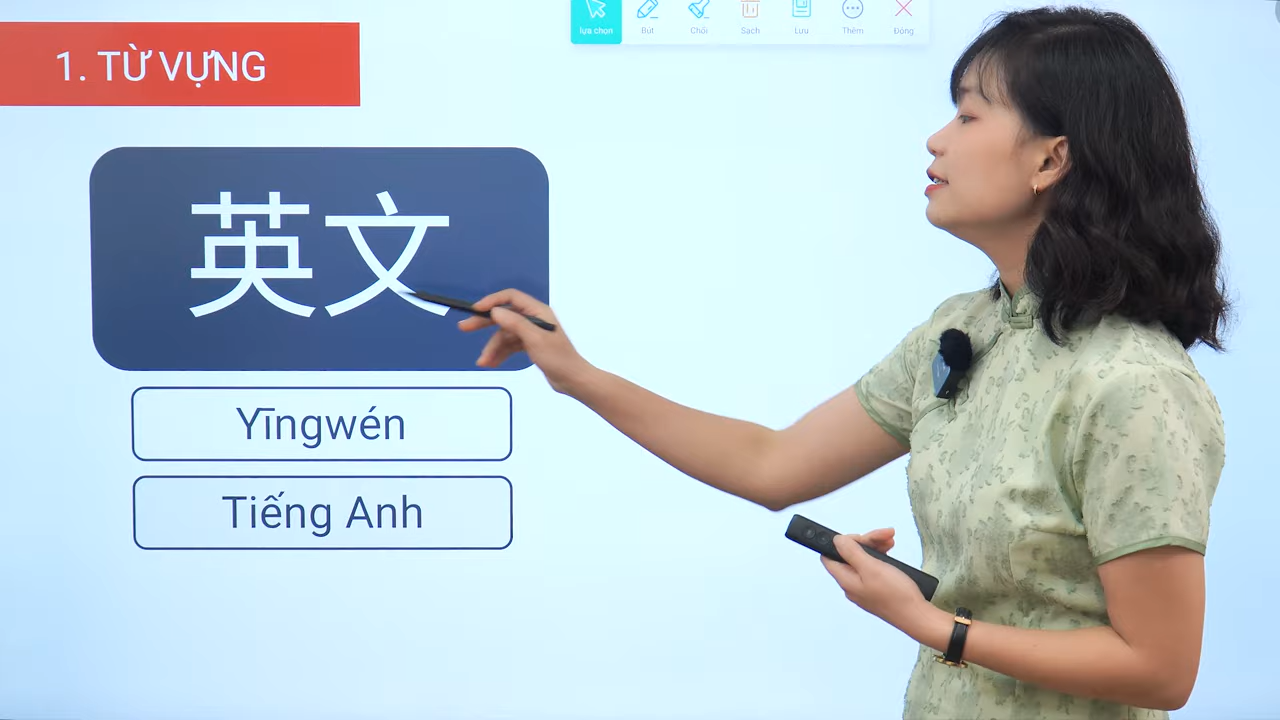 lựa chọn Bút Chổi Sạch Lưu Thêm Đóng
1. TỪ VỰNG
英文
Yīngwén
Tiếng Anh